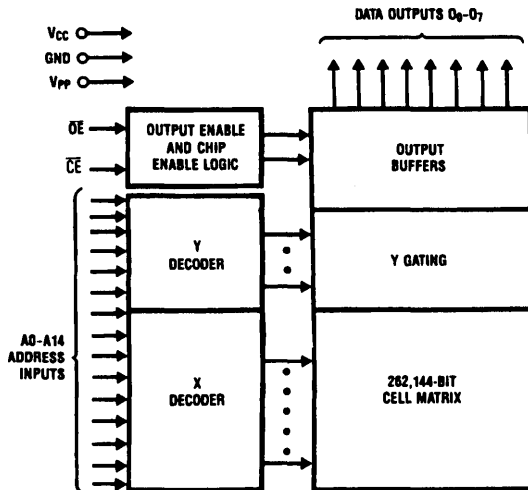 DATA OUTPUTS O0-O7
VCC
GND
VPP
OE
CE
OUTPUT ENABLE
AND CHIP
ENABLE LOGIC
OUTPUT
BUFFERS
Y
DECODER
Y GATING
A0-A14
ADDRESS
INPUTS
X
DECODER
262,144-BIT
CELL MATRIX